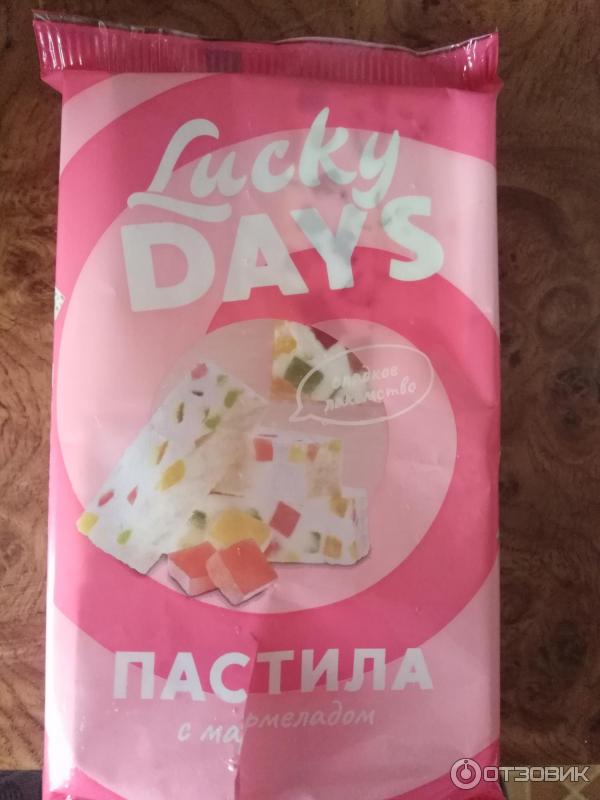 Lucky
DAYS
сладкое
лакомство
ПАСТИЛА
с мармеладом
ОТЗОВИК